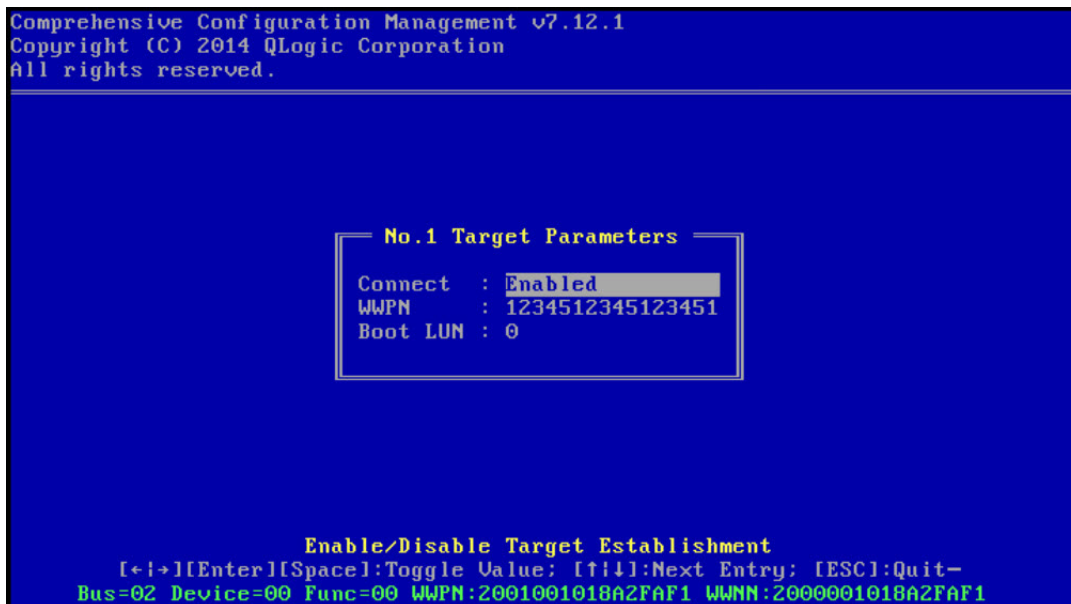 Comprehensive Configuration Management v7.12.1
Copyright (C) 2014 QLogic Corporation
All rights reserved.
No.1 Target Parameters
Connect : Enabled
WWPN : 1234512345123451
Boot LUN : 0
Enable/Disable Target Establishment
[←|→][Enter][Space]:Toggle Value; [↑|↓]:Next Entry; [ESC]:Quit
Bus=02 Device=00 Func=00 WWPN:2001001018A2FAF1 WWNN:2000001018A2FAF1